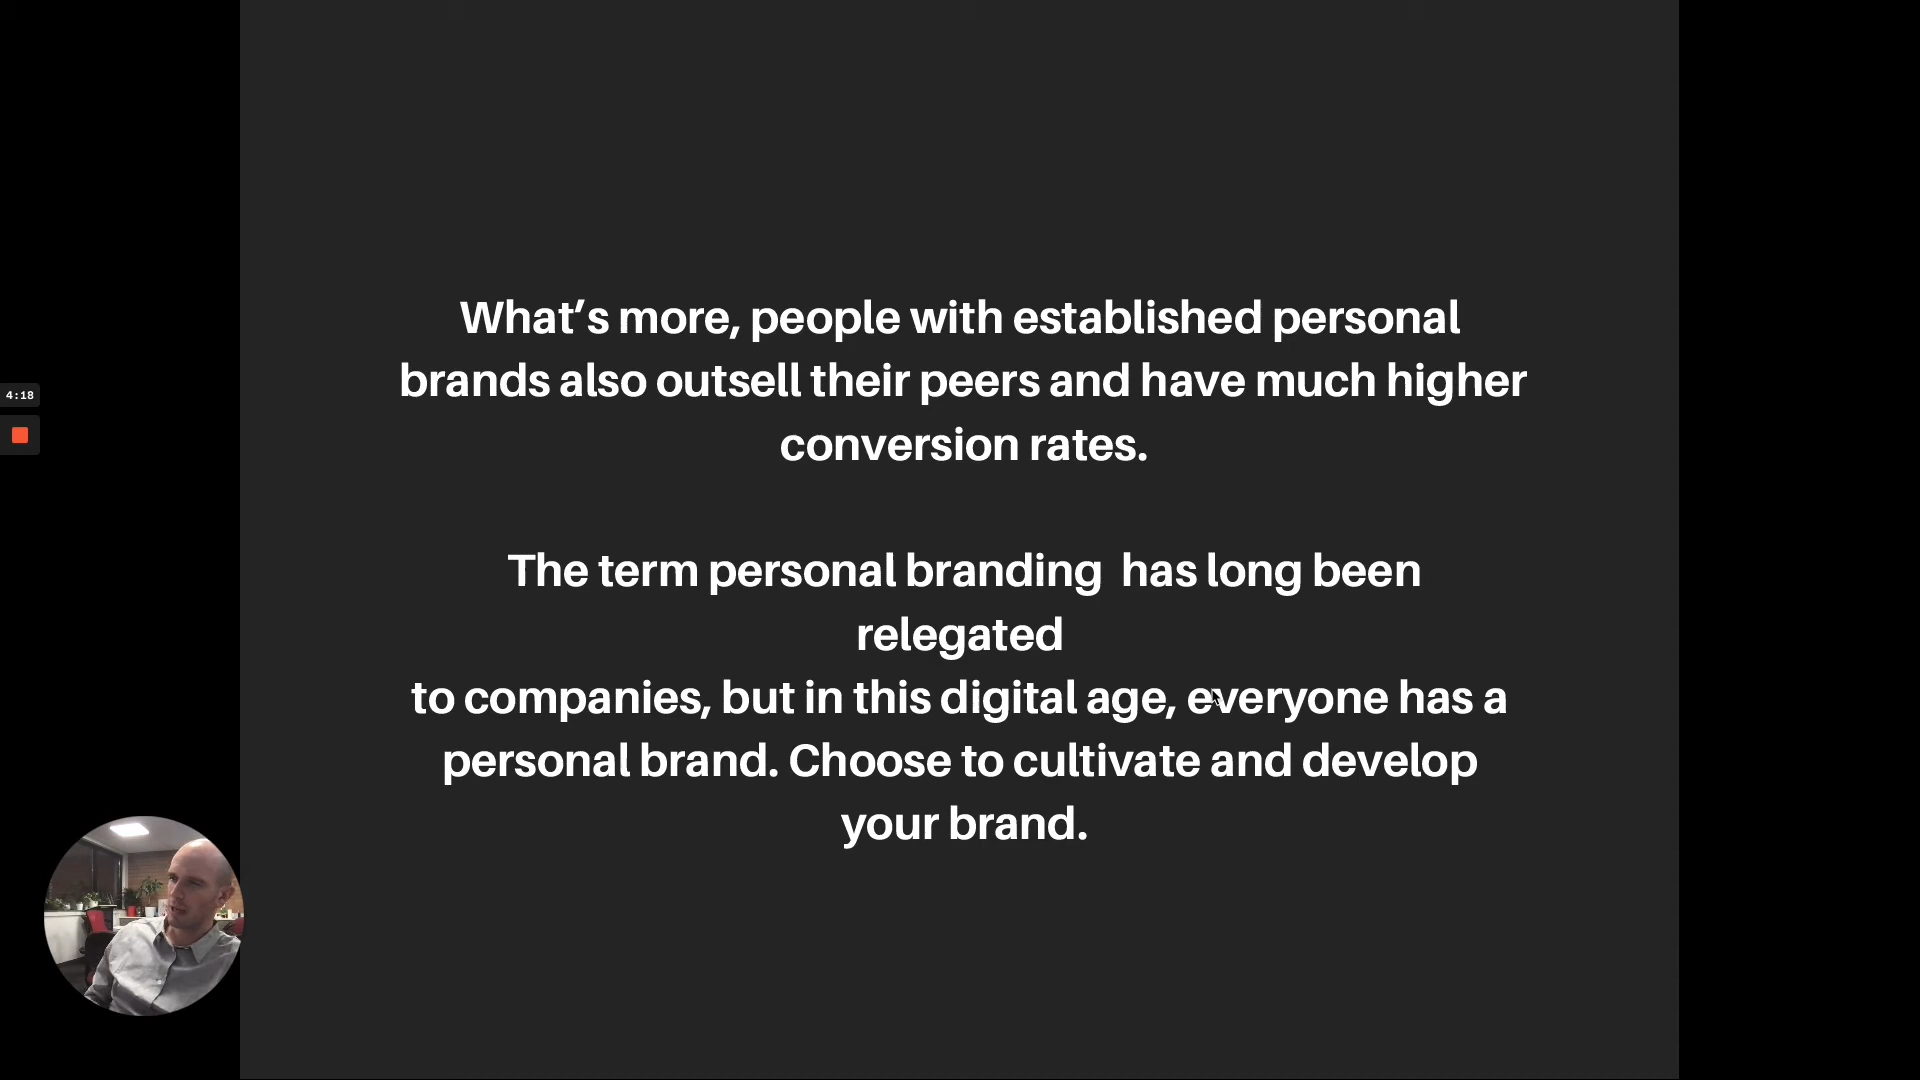 What’s more, people with established personal
brands also outsell their peers and have much higher
conversion rates.
The term personal branding  has long been
relegated
to companies, but in this digital age, everyone has a
personal brand. Choose to cultivate and develop
your brand.
4:18